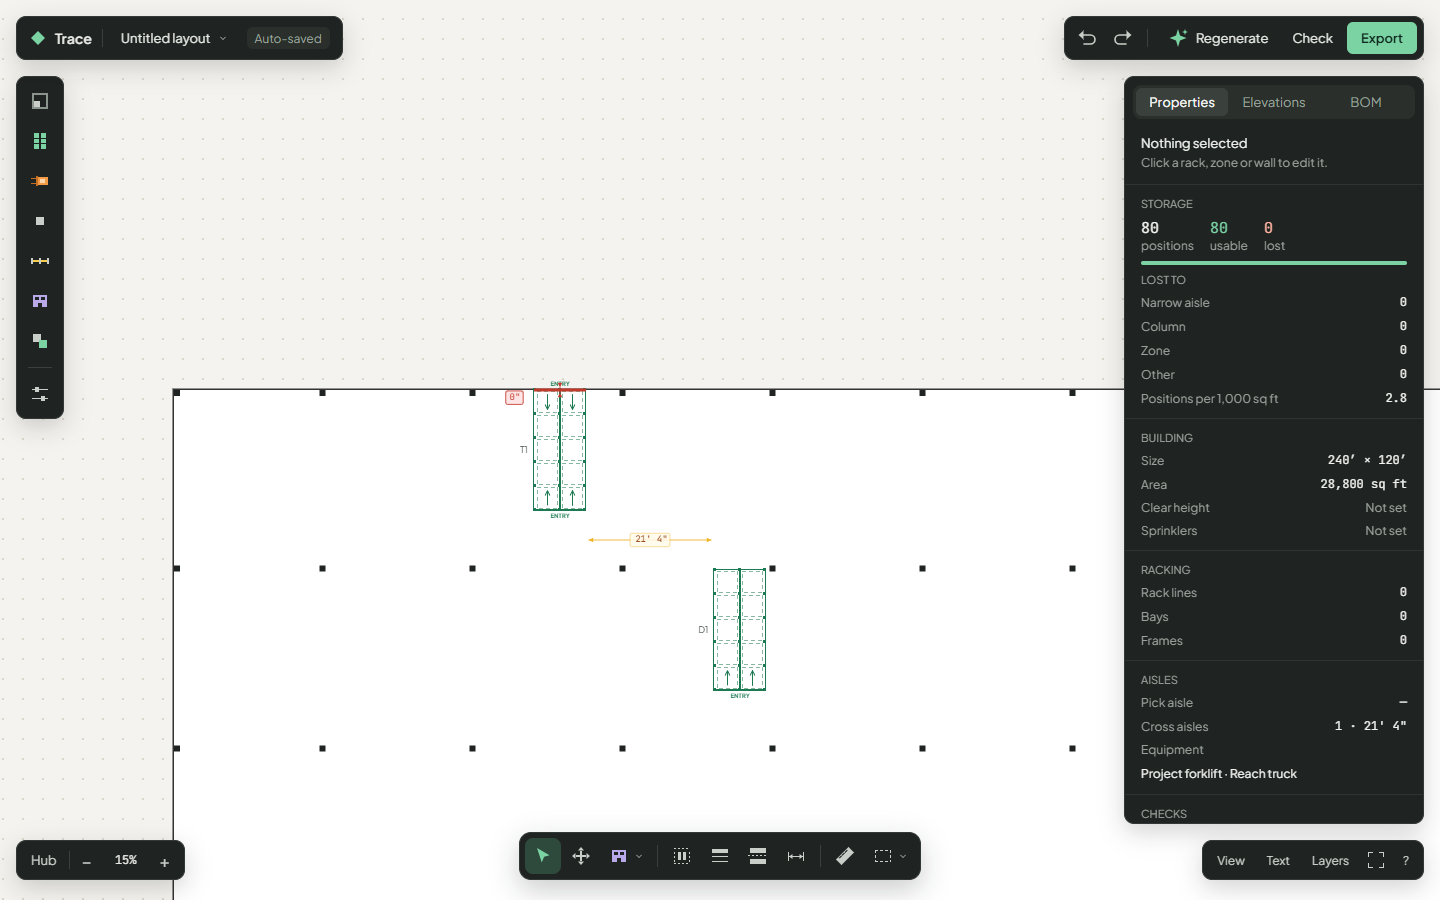 Trace
Untitled layout
Auto-saved
Regenerate
Check
Export
Properties
Elevations
BOM
Nothing selected
Click a rack, zone or wall to edit it.
STORAGE
80 80 0
positions usable lost
LOST TO
Narrow aisle 0
Column 0
Zone 0
Other 0
Positions per 1,000 sq ft 2.8
BUILDING
Size 240′ × 120′
Area 28,800 sq ft
Clear height Not set
Sprinklers Not set
RACKING
Rack lines 0
Bays 0
Frames 0
AISLES
Pick aisle —
Cross aisles 1 · 21' 4"
Equipment
Project forklift · Reach truck
CHECKS
ENTRY
0"
T1
ENTRY
21' 4"
D1
ENTRY
Hub
− 15% +
View
Text
Layers
?